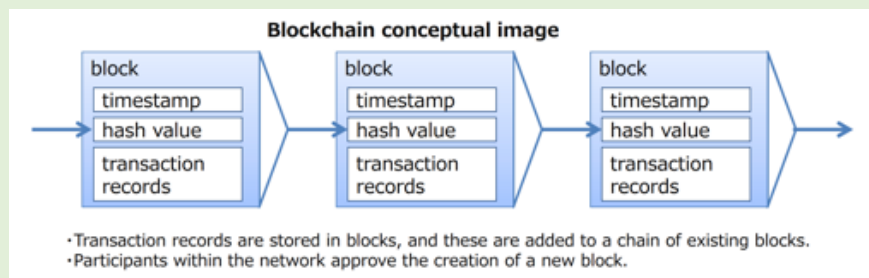 Blockchain conceptual image
block
timestamp
hash value
transaction
records
block
timestamp
hash value
transaction
records
block
timestamp
hash value
transaction
records
・Transaction records are stored in blocks, and these are added to a chain of existing blocks.
・Participants within the network approve the creation of a new block.